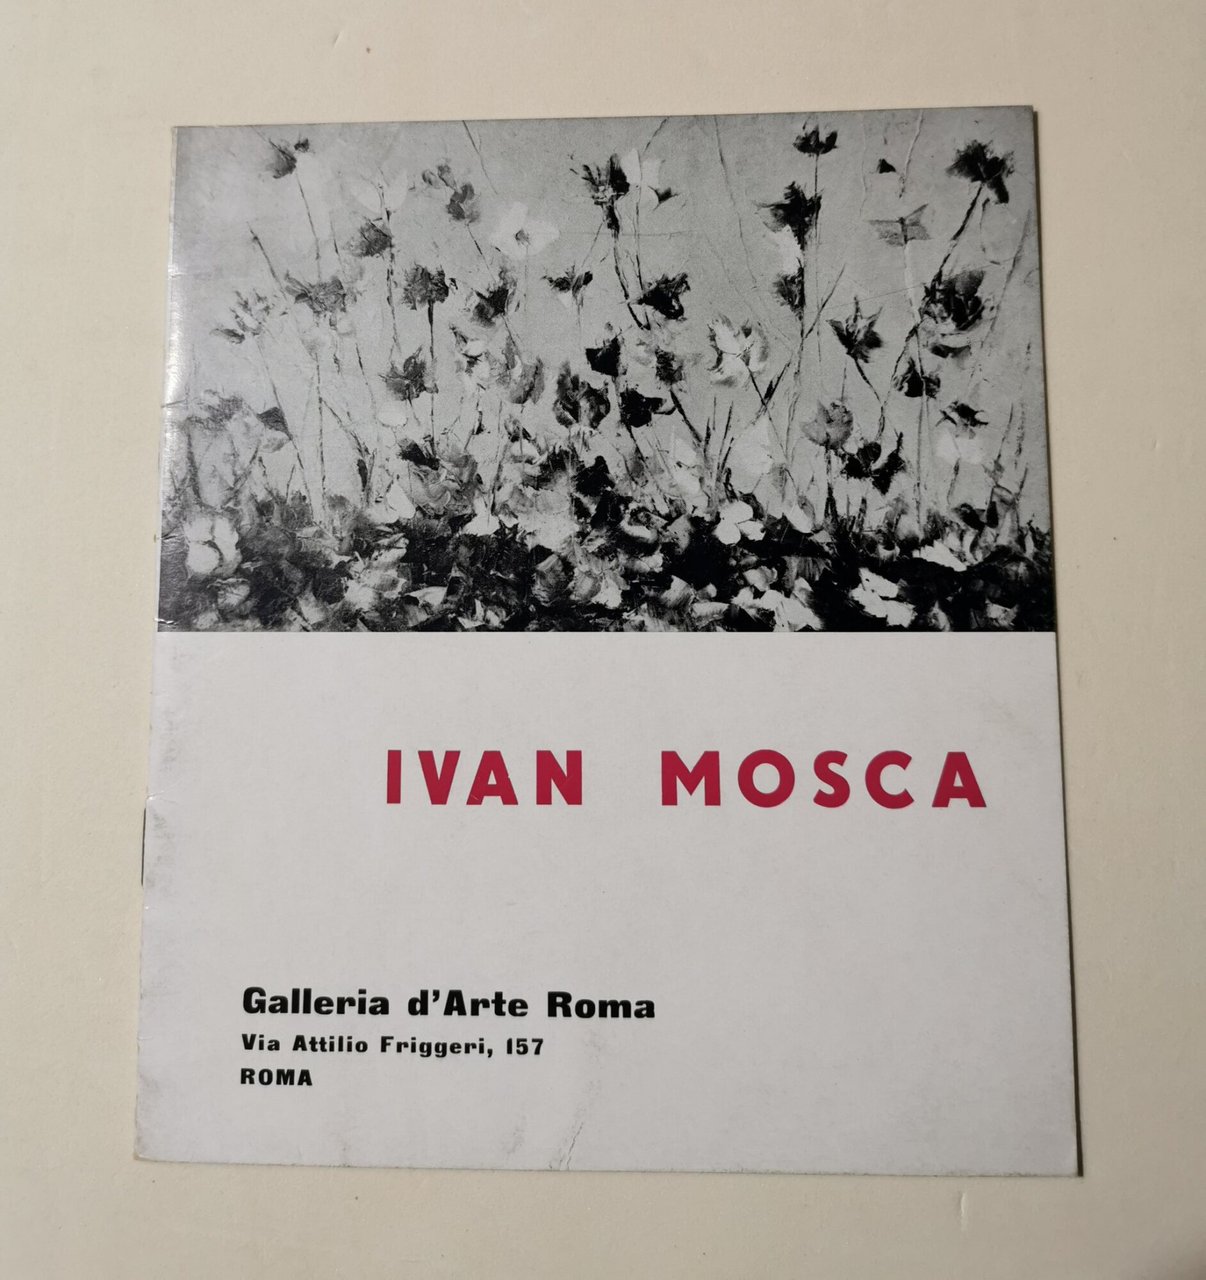 IVAN MOSCA
Galleria d'Arte Roma
Via Attilio Friggeri, 157
ROMA